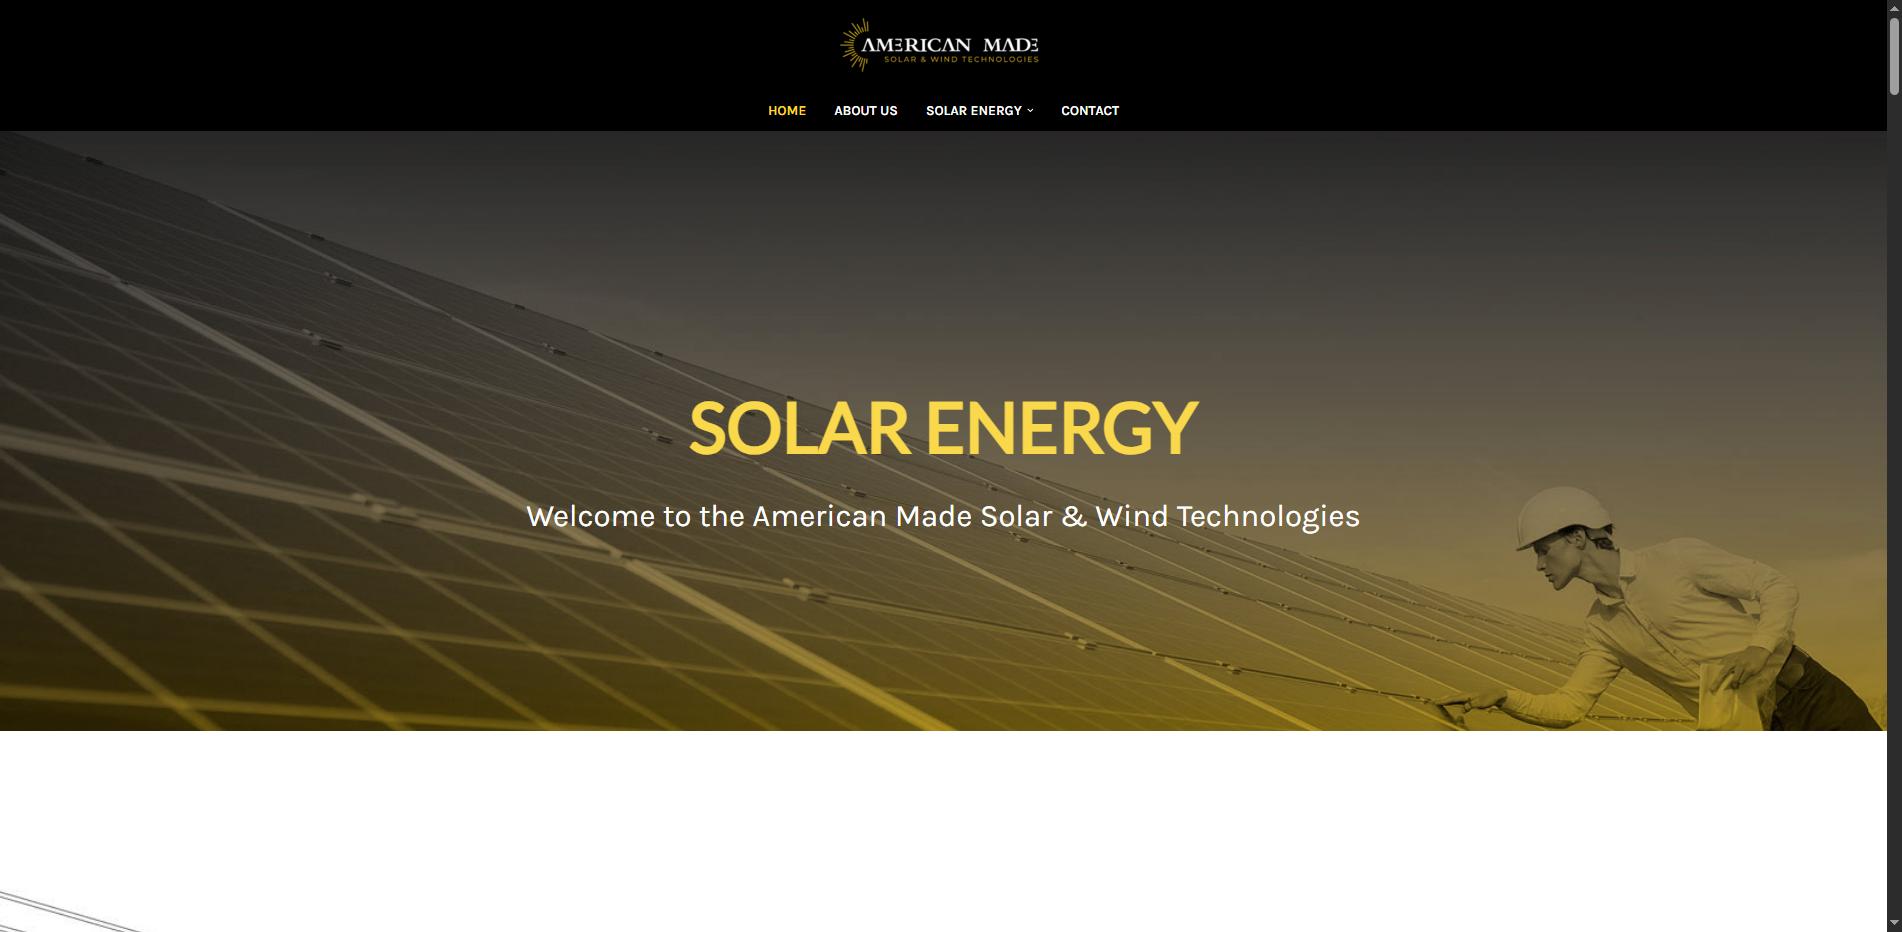 AMERICAN MADE
SOLAR & WIND TECHNOLOGIES
HOME ABOUT US SOLAR ENERGY CONTACT
SOLAR ENERGY
Welcome to the American Made Solar & Wind Technologies